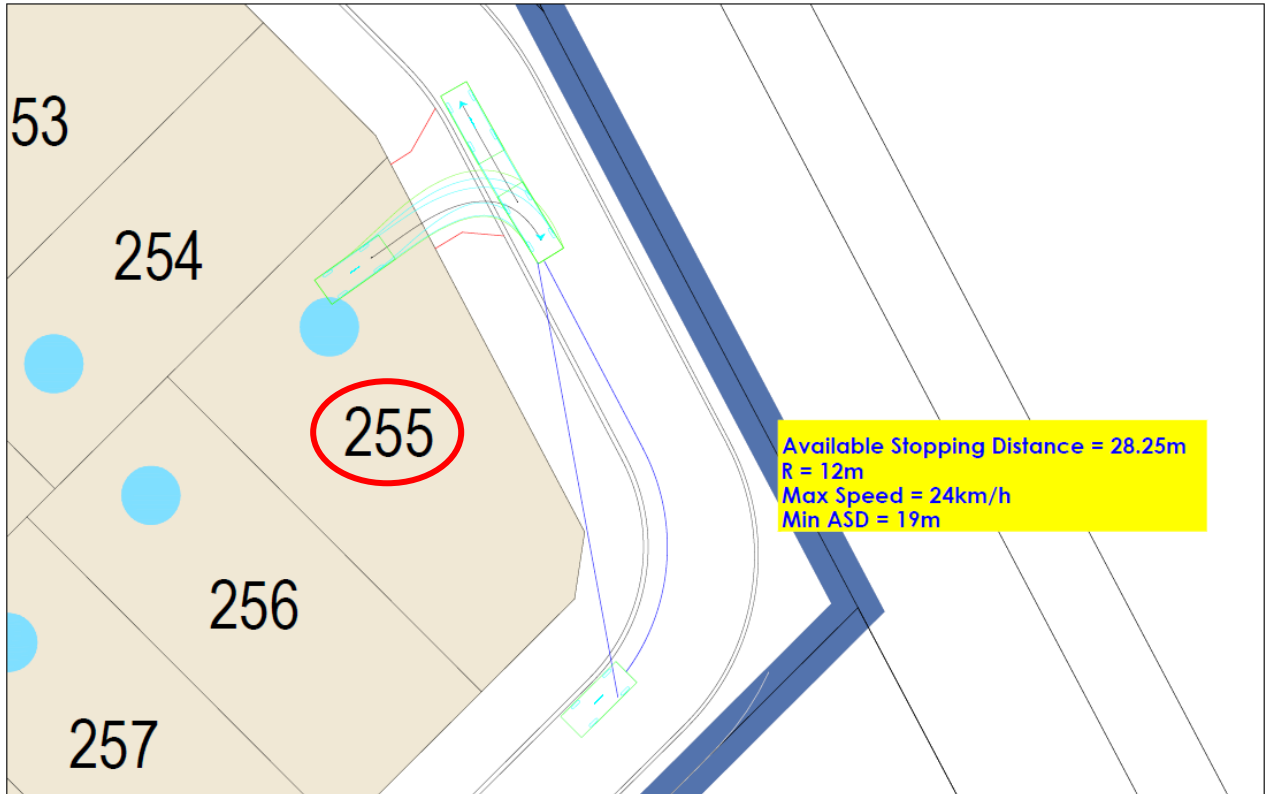 53
254
255
Available Stopping Distance = 28.25m
R = 12m
Max Speed = 24km/h
Min ASD = 19m
256
257